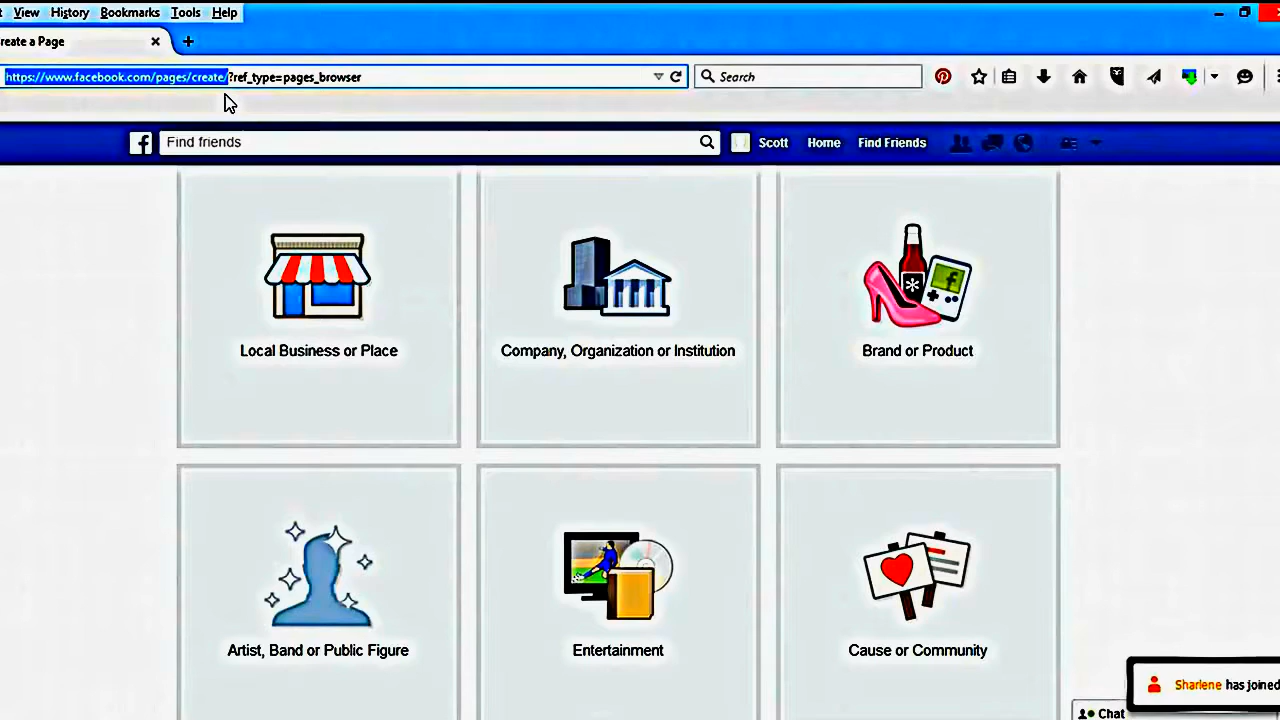 View History Bookmarks Tools Help
reate a Page
https://www.facebook.com/pages/create/?ref_type=pages_browser
Search
Find friends
Scott Home Find Friends
Local Business or Place
Company, Organization or Institution
Brand or Product
Artist, Band or Public Figure
Entertainment
Cause or Community
Sharlene has joined
Chat